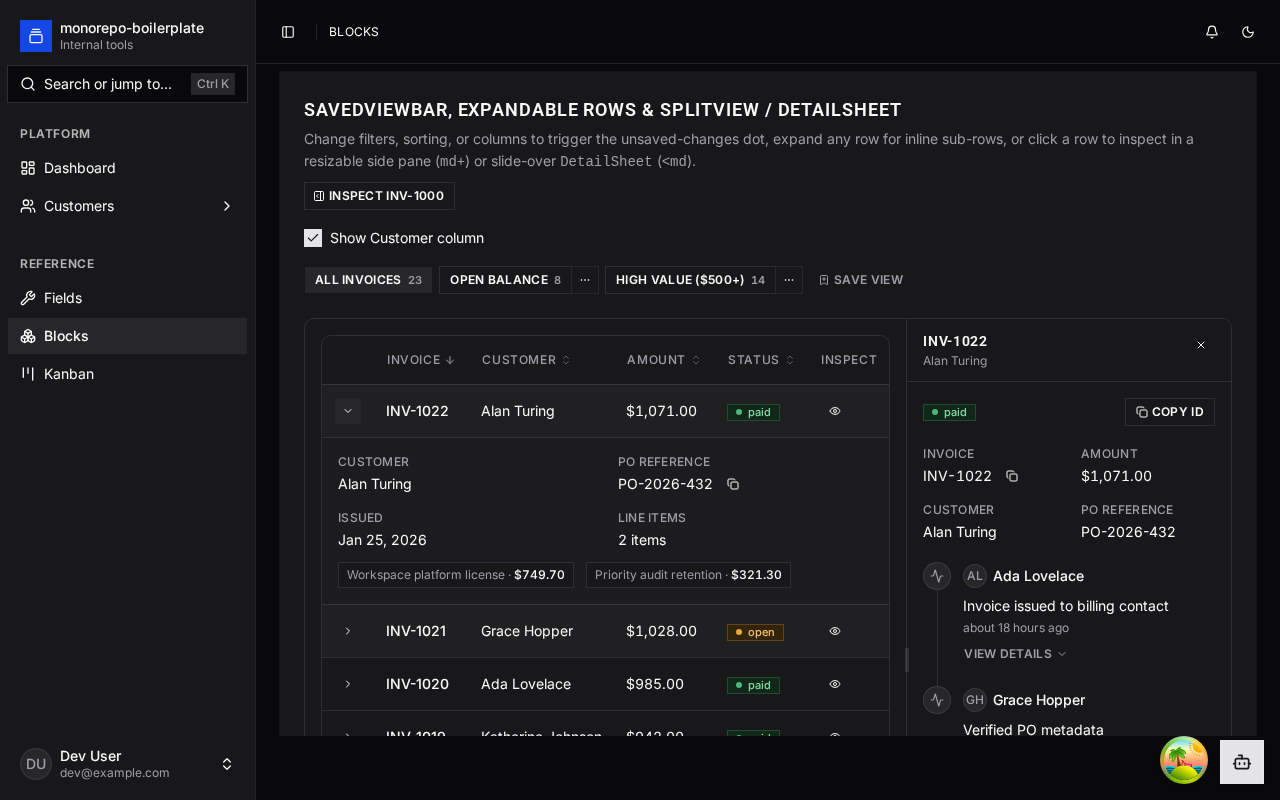 monorepo-boilerplate
Internal tools
Search or jump to...
Ctrl K
PLATFORM
Dashboard
Customers
REFERENCE
Fields
Blocks
Kanban
DU
Dev User
dev@example.com
BLOCKS
SAVEDVIEWBAR, EXPANDABLE ROWS & SPLITVIEW / DETAILSHEET
Change filters, sorting, or columns to trigger the unsaved-changes dot, expand any row for inline sub-rows, or click a row to inspect in a
resizable side pane (md+) or slide-over DetailSheet (<md).
INSPECT INV-1000
Show Customer column
ALL INVOICES 23
OPEN BALANCE 8
HIGH VALUE ($500+) 14
SAVE VIEW
INVOICE CUSTOMER AMOUNT STATUS INSPECT
INV-1022 Alan Turing $1,071.00 paid
CUSTOMER PO REFERENCE
Alan Turing PO-2026-432
ISSUED LINE ITEMS
Jan 25, 2026 2 items
Workspace platform license · $749.70
Priority audit retention · $321.30
INV-1021 Grace Hopper $1,028.00 open
INV-1020 Ada Lovelace $985.00 paid
INV-1019 Katherine Johnson $942.00 paid
INV-1022
Alan Turing
paid
COPY ID
INVOICE AMOUNT
INV-1022 $1,071.00
CUSTOMER PO REFERENCE
Alan Turing PO-2026-432
AL Ada Lovelace
Invoice issued to billing contact
about 18 hours ago
VIEW DETAILS
GH Grace Hopper
Verified PO metadata